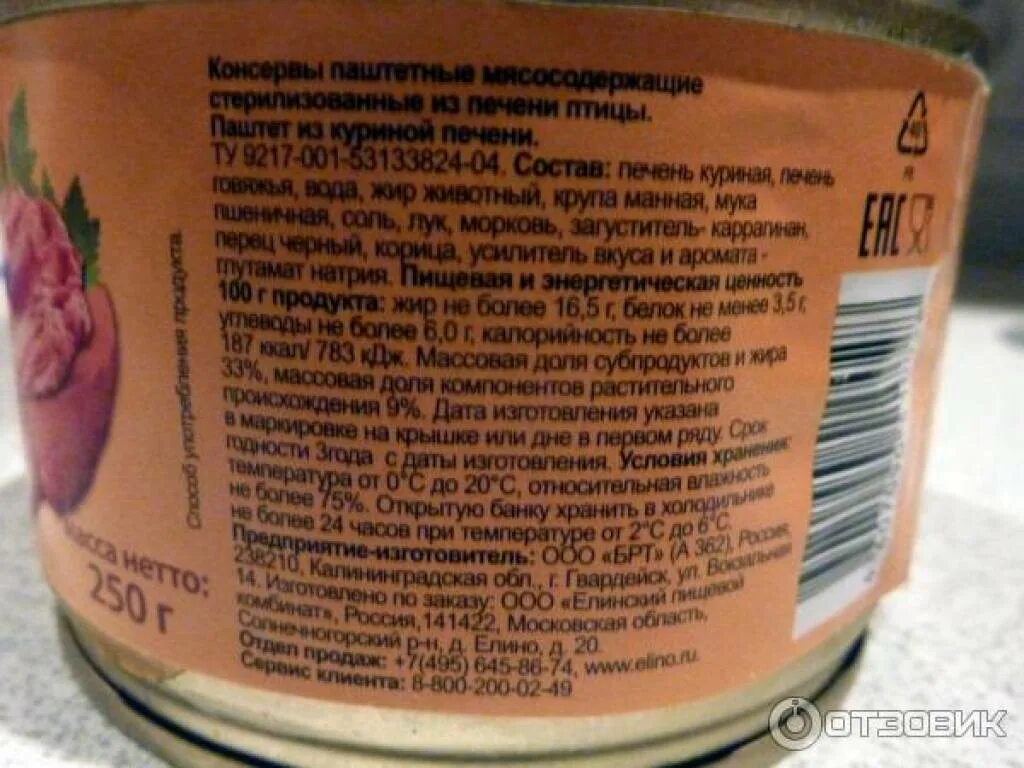 Консервы паштетные мясосодержащие
стерилизованные из печени птицы.
Паштет из куриной печени.
ТУ 9217-001-53133824-04. Состав: печень куриная, печень
говяжья, вода, жир животный, крупа манная, мука
пшеничная, соль, лук, морковь, загуститель- каррагинан,
перец черный, корица, усилитель вкуса и аромата -
глутамат натрия. Пищевая и энергетическая ценность
100 г продукта: жир не более 16,5 г, белок не менее 3,5 г,
углеводы не более 6,0 г, калорийность не более
187 ккал/ 783 кДж. Массовая доля субпродуктов и жира
33%, массовая доля компонентов растительного
происхождения 9%. Дата изготовления указана
в маркировке на крышке или дне в первом ряду. Срок
годности 3года с даты изготовления. Условия хранения:
температура от 0°С до 20°С, относительная влажность
не более 75%. Открытую банку хранить в холодильнике
не более 24 часов при температуре от 2°С до 6°С.
Предприятие-изготовитель: ООО «БРТ» (А 362), Россия,
238210, Калининградская обл., г. Гвардейск, ул. Вокзальная
14. Изготовлено по заказу: ООО «Елинский пищевой
комбинат», Россия,141422, Московская область,
Солнечногорский р-н, д. Елино, д. 20.
Отдел продаж: +7(495) 645-86-74, www.elino.ru.
Сервис клиента: 8-800-200-02-49
Способ употребления продукта.
масса нетто:
250 г
40
FE
EAC
ОТЗОВИК